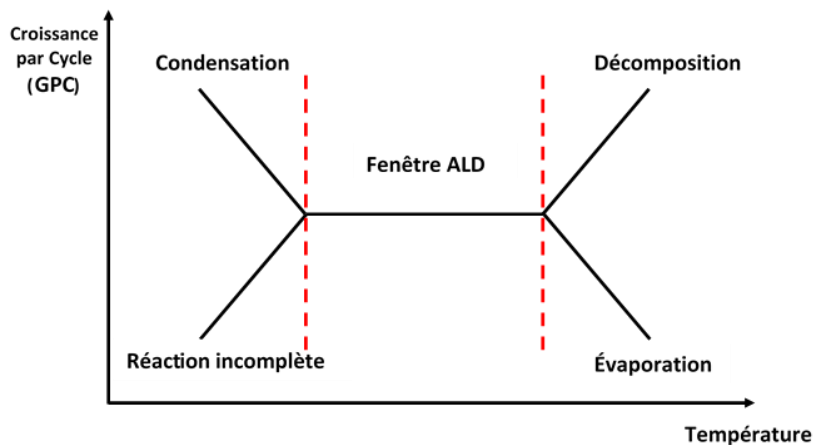 Croissance
par Cycle
(GPC)
Condensation
Décomposition
Fenêtre ALD
Réaction incomplète
Évaporation
Température